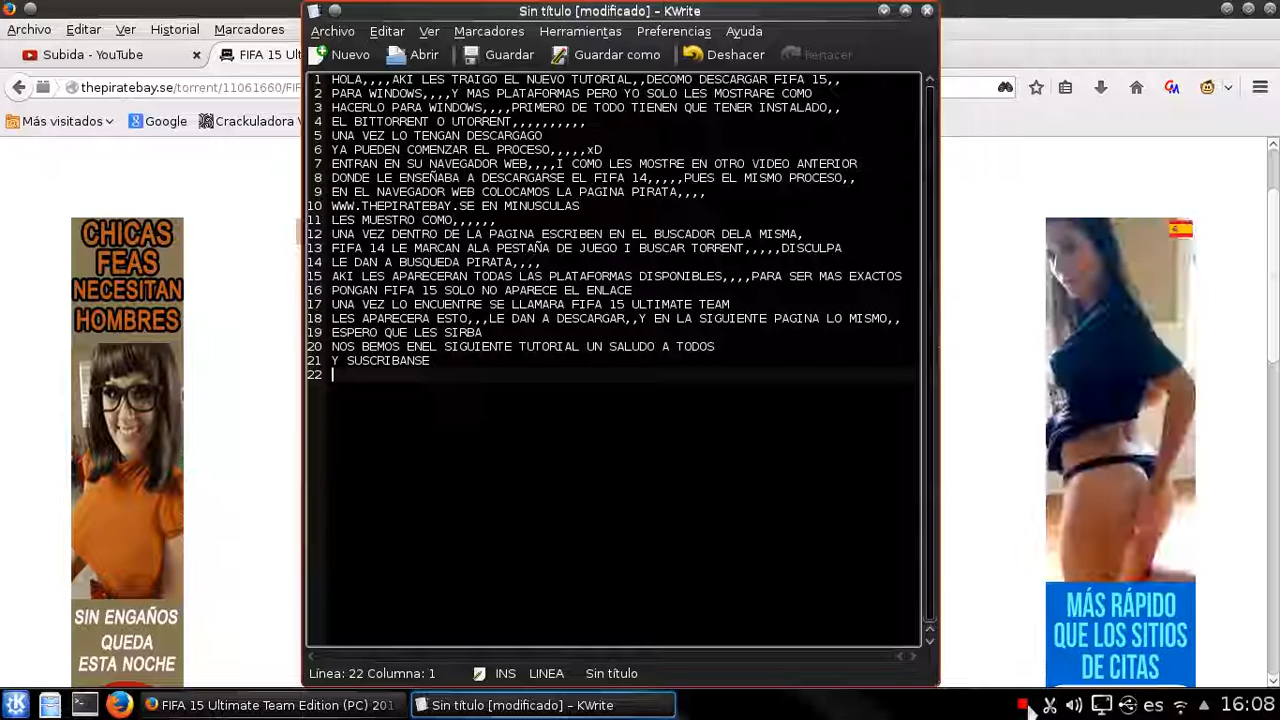 Sin título [modificado] – KWrite
Archivo Editar Ver Historial Marcadores
Archivo Editar Ver Marcadores Herramientas Preferencias Ayuda
Subida - YouTube
FIFA 15 Ul
Nuevo Abrir Guardar Guardar como Deshacer Rehacer
thepiratebay.se/torrent/11061660/FIF
Más visitados Google Crackuladora V
1 HOLA,,,,AKI LES TRAIGO EL NUEVO TUTORIAL,,DECOMO DESCARGAR FIFA 15,,
2 PARA WINDOWS,,,,Y MAS PLATAFORMAS PERO YO SOLO LES MOSTRARE COMO
3 HACERLO PARA WINDOWS,,,,PRIMERO DE TODO TIENEN QUE TENER INSTALADO,,
4 EL BITTORRENT O UTORRENT,,,,,,,,,,
5 UNA VEZ LO TENGAN DESCARGAGO
6 YA PUEDEN COMENZAR EL PROCESO,,,,,xD
7 ENTRAN EN SU NAVEGADOR WEB,,,,I COMO LES MOSTRE EN OTRO VIDEO ANTERIOR
8 DONDE LE ENSEÑABA A DESCARGARSE EL FIFA 14,,,,,PUES EL MISMO PROCESO,,
9 EN EL NAVEGADOR WEB COLOCAMOS LA PAGINA PIRATA,,,,
10 WWW.THEPIRATEBAY.SE EN MINUSCULAS
11 LES MUESTRO COMO,,,,,,
12 UNA VEZ DENTRO DE LA PAGINA ESCRIBEN EN EL BUSCADOR DELA MISMA,
13 FIFA 14 LE MARCAN ALA PESTAÑA DE JUEGO I BUSCAR TORRENT,,,,,DISCULPA
14 LE DAN A BUSQUEDA PIRATA,,,,
15 AKI LES APARECERAN TODAS LAS PLATAFORMAS DISPONIBLES,,,,PARA SER MAS EXACTOS
16 PONGAN FIFA 15 SOLO NO APARECE EL ENLACE
17 UNA VEZ LO ENCUENTRE SE LLAMARA FIFA 15 ULTIMATE TEAM
18 LES APARECERA ESTO,,,LE DAN A DESCARGAR,,Y EN LA SIGUIENTE PAGINA LO MISMO,,
19 ESPERO QUE LES SIRBA
20 NOS BEMOS ENEL SIGUIENTE TUTORIAL UN SALUDO A TODOS
21 Y SUSCRIBANSE
22
CHICAS
FEAS
NECESITAN
HOMBRES
SIN ENGAÑOS
QUEDA
ESTA NOCHE
MÁS RÁPIDO
QUE LOS SITIOS
DE CITAS
Línea: 22 Columna: 1 INS LINEA Sin título
FIFA 15 Ultimate Team Edition (PC) 201
Sin título [modificado] – KWrite
es
16:08